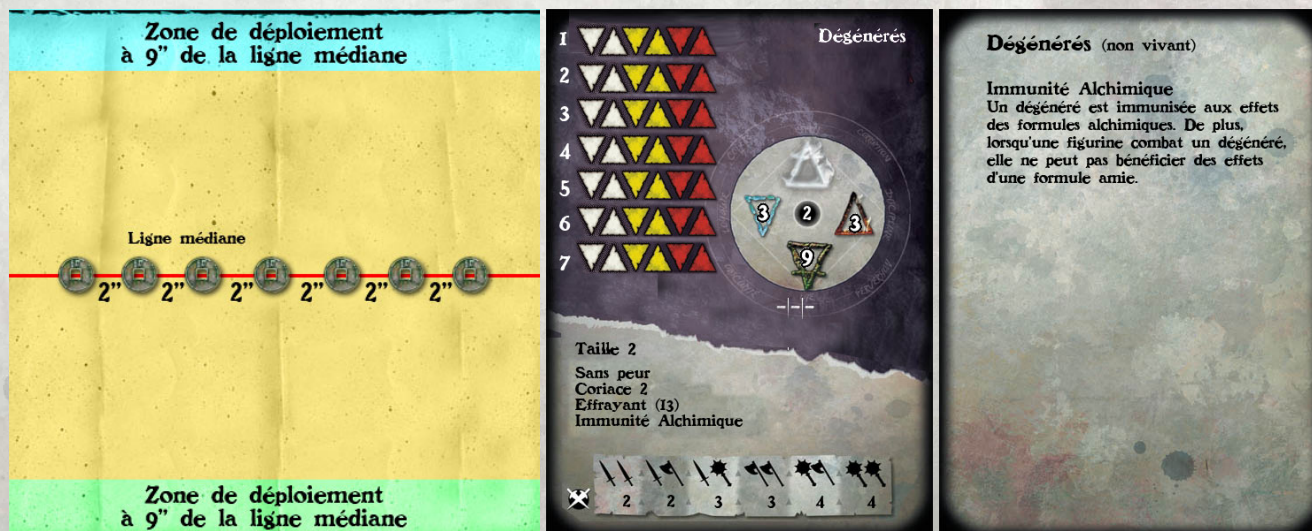 Zone de déploiement
à 9" de la ligne médiane
Ligne médiane
2" 2" 2" 2" 2" 2"
Zone de déploiement
à 9" de la ligne médiane
Dégénérés
1
2
3
4
5
6
7
3 2 3
9
Taille 2
Sans peur
Coriace 2
Effrayant (13)
Immunité Alchimique
2 2 3 3 4 4
Dégénérés (non vivant)
Immunité Alchimique
Un dégénéré est immunisée aux effets
des formules alchimiques. De plus,
lorsqu'une figurine combat un dégénéré,
elle ne peut pas bénéficier des effets
d'une formule amie.